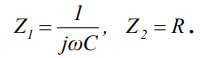 Z₁ = 1 / jωC, Z₂ = R.